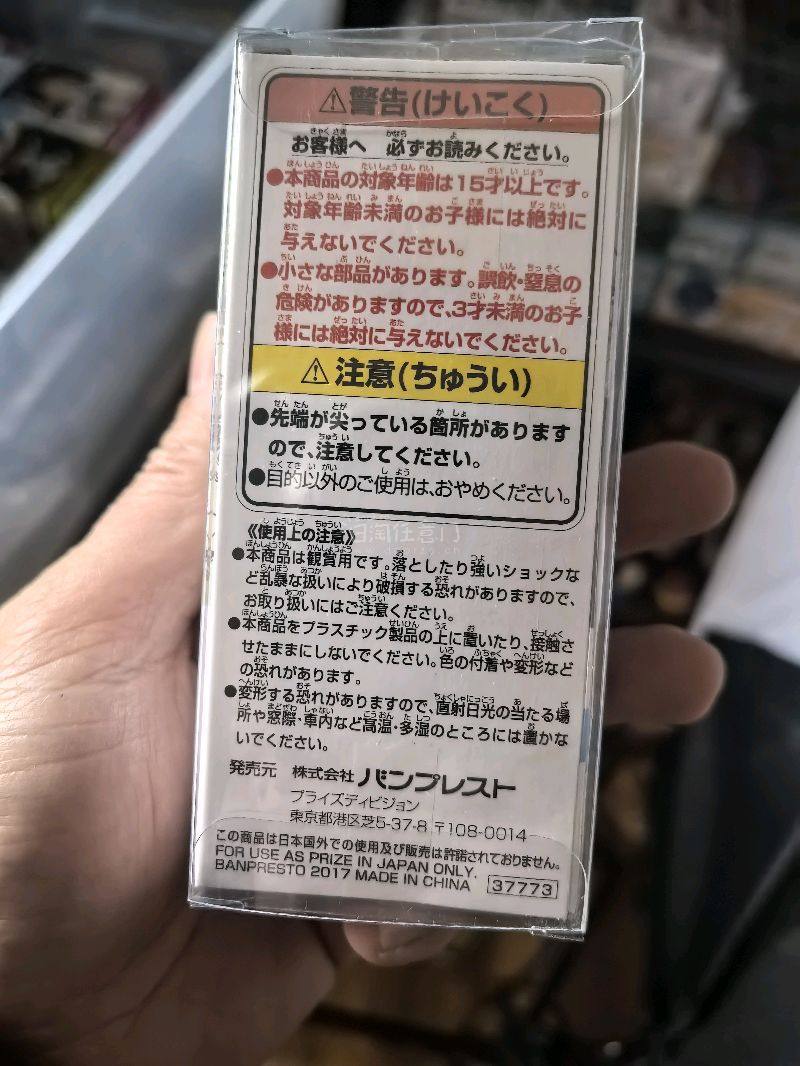 ⚠警告(けいこく)
お客様へ 必ずお読みください。
●本商品の対象年齢は15才以上です。
対象年齢未満のお子様には絶対に
与えないでください。
●小さな部品があります。誤飲・窒息の
危険がありますので、3才未満のお子
様には絶対に与えないでください。
⚠注意(ちゅうい)
●先端が尖っている箇所があります
ので、注意してください。
●目的以外のご使用は、おやめください。
《使用上の注意》
●本商品は観賞用です。落としたり強いショックな
ど乱暴な扱いにより破損する恐れがありますので、
お取り扱いにはご注意ください。
●本商品をプラスチック製品の上に置いたり、接触さ
せたままにしないでください。色の付着や変形など
の恐れがあります。
●変形する恐れがありますので、直射日光の当たる場
所や窓際・車内など高温・多湿のところには置かな
いでください。
発売元 株式会社 バンプレスト
プライズディビジョン
東京都港区芝5-37-8 〒108-0014
この商品は日本国外での使用及び販売は許諾されておりません。
FOR USE AS PRIZE IN JAPAN ONLY.
BANPRESTO 2017 MADE IN CHINA 37773